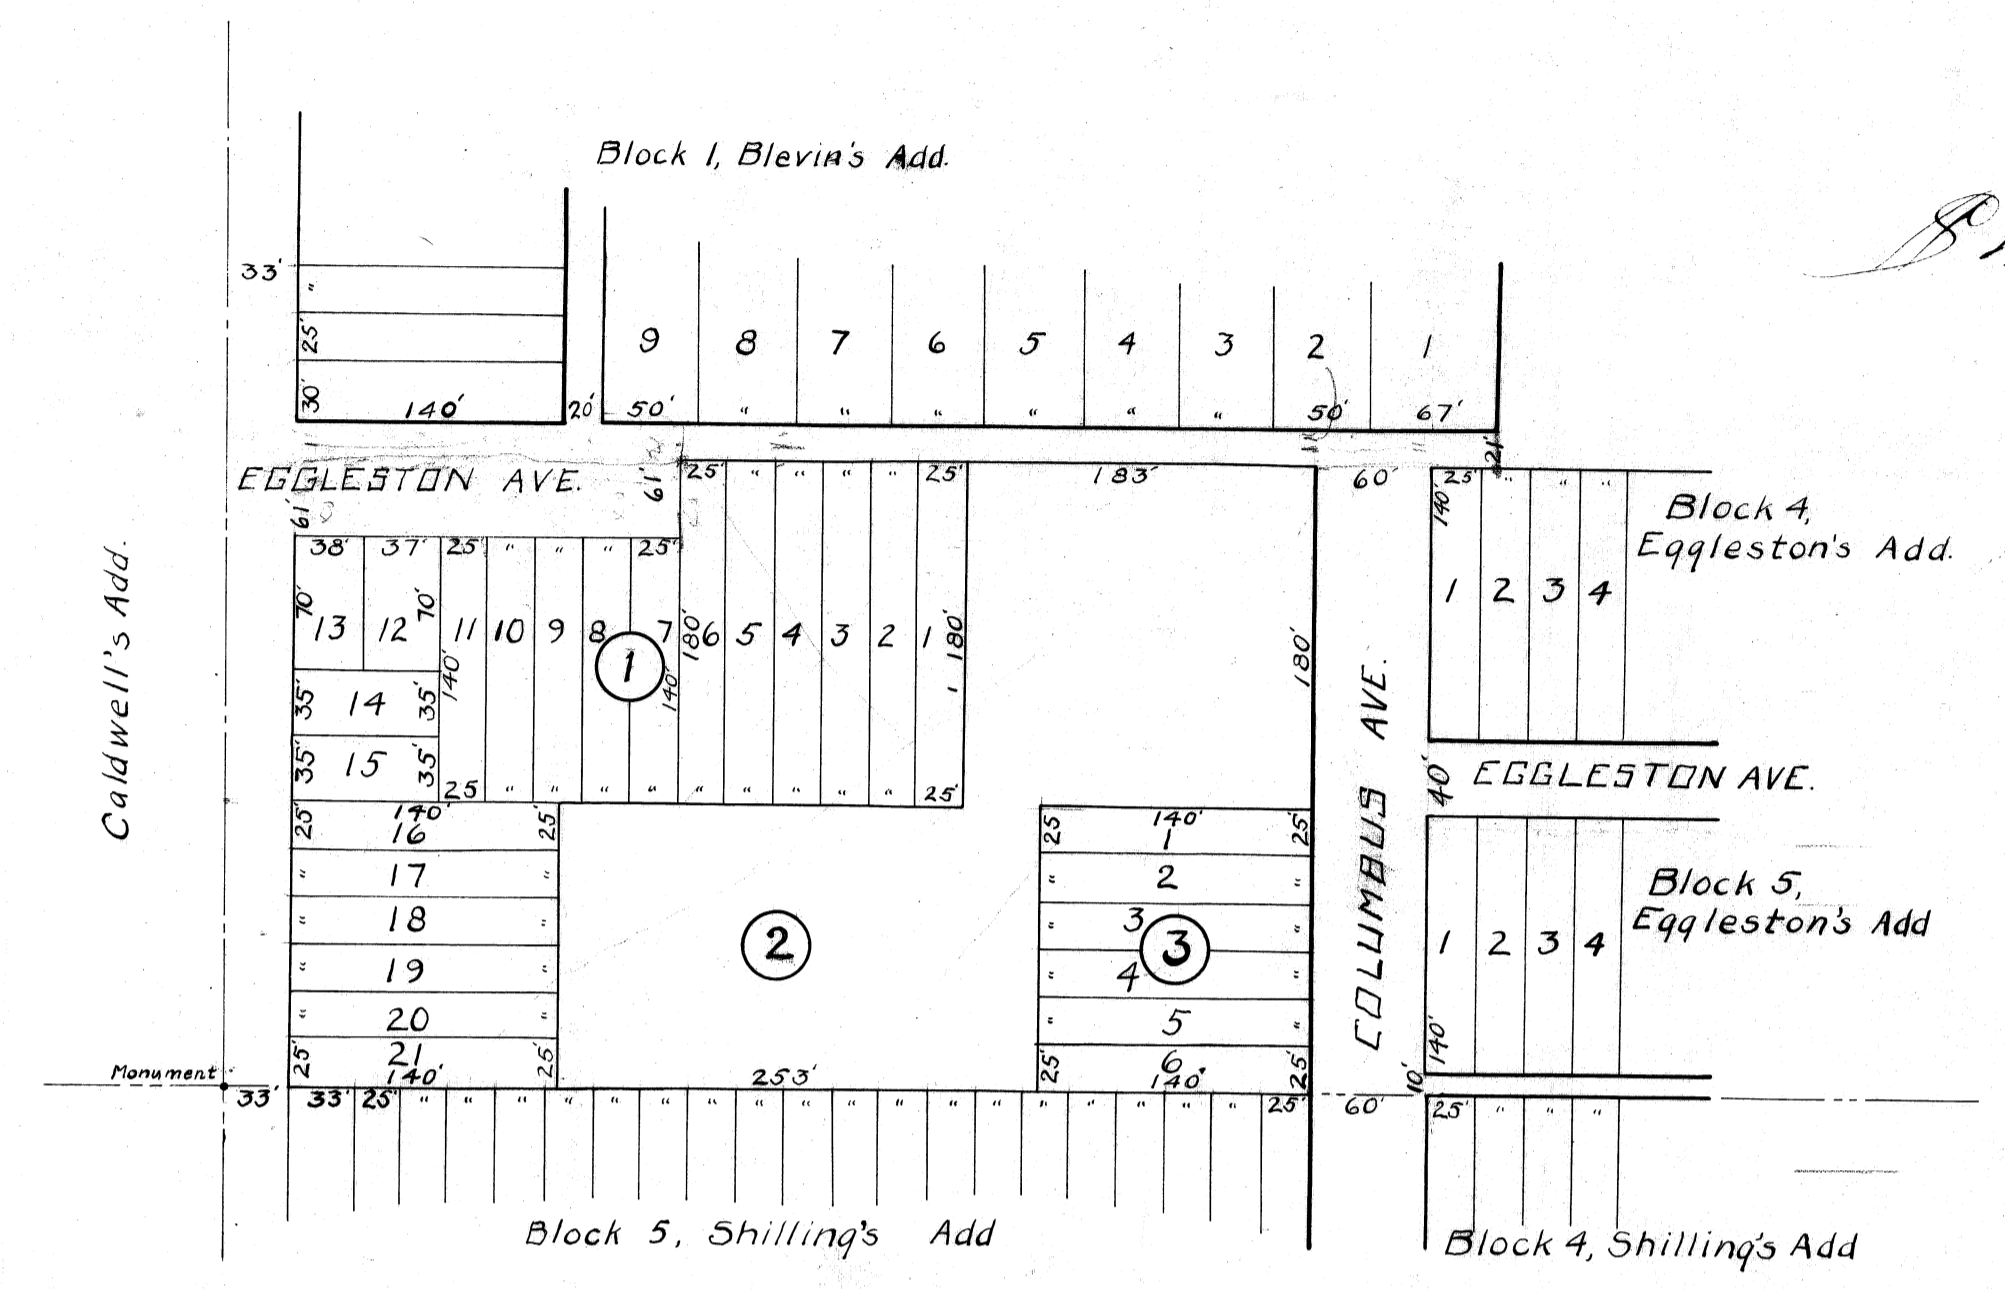 Block 1, Blevin's Add.
33'
"
25'
30'
140'
20'
9 8 7 6 5 4 3 2 1
50' " " " " " " 50' 67'
21'
EGGLESTON AVE.
61'
61'
25' " " " " 25'
183'
60'
25' " " "
140'
Block 4,
Eggleston's Add.
38' 37' 25' " " " 25'
70' 70'
13 12 11 10 9 8 7 6 5 4 3 2 1
1
140' 140' 180' 180' 180'
1 2 3 4
35' 14 35'
35' 15 35'
25 " " " " " " " " " 25'
Caldwell's Add.
COLUMBUS AVE.
40'
EGGLESTON AVE.
140'
25' 16 25'
" 17 "
" 18 "
" 19 "
" 20 "
25' 21 25'
140'
2
253'
140'
25' 1 25'
" 2 "
3 "
" 4 "
" 5 "
25' 6 25'
140'
3
Block 5,
Eggleston's Add
1 2 3 4
140'
10'
Monument
33' 33' 25' " " " " " " " " " " " " " " " " " " 25' 60' 25' " " "
Block 5, Shilling's Add
Block 4, Shilling's Add